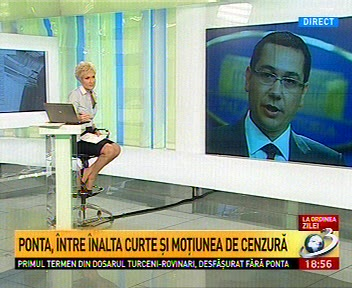 DIRECT
LA ORDINEA
ZILEI
PONTA, ÎNTRE ÎNALTA CURTE ȘI MOȚIUNEA DE CENZURĂ
3
PRIMUL TERMEN DIN DOSARUL TURCENI-ROVINARI, DESFĂȘURAT FĂRĂ PONTA
18:56